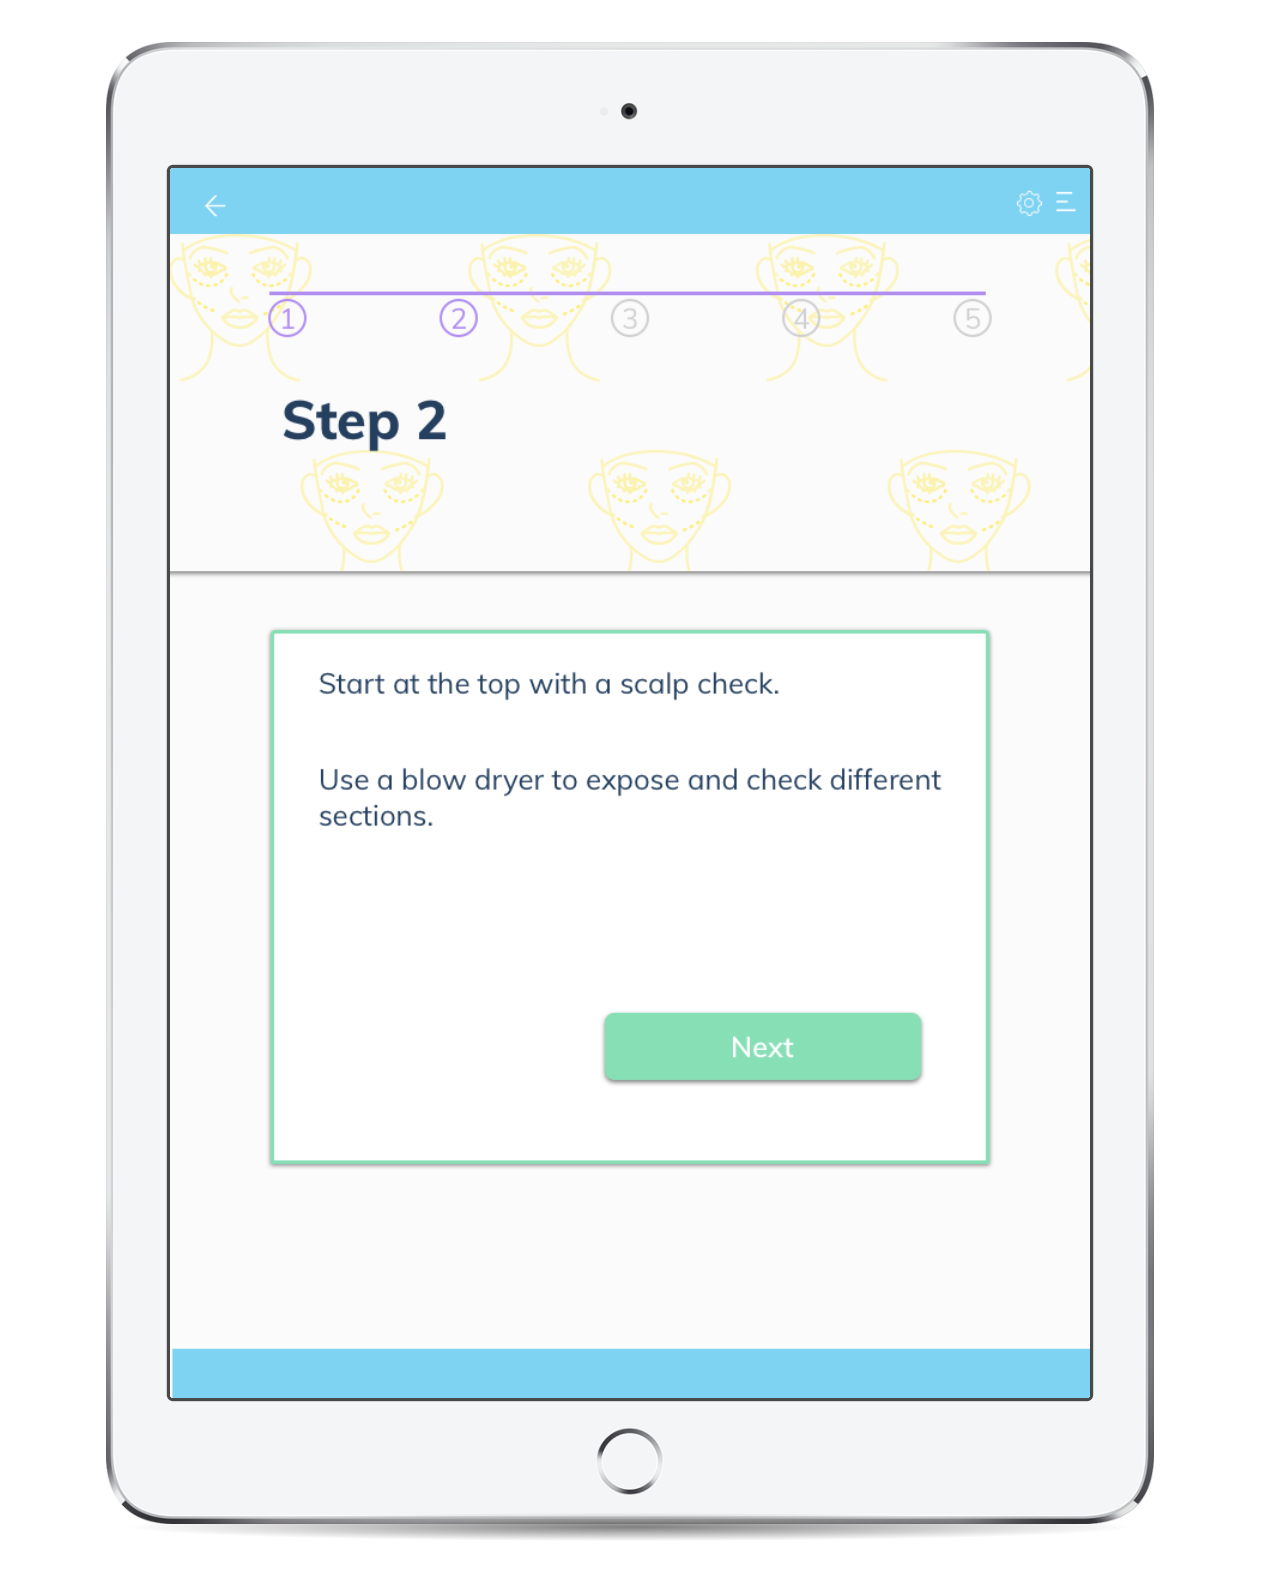 1 2 3 4 5
Step 2
Start at the top with a scalp check.
Use a blow dryer to expose and check different
sections.
Next